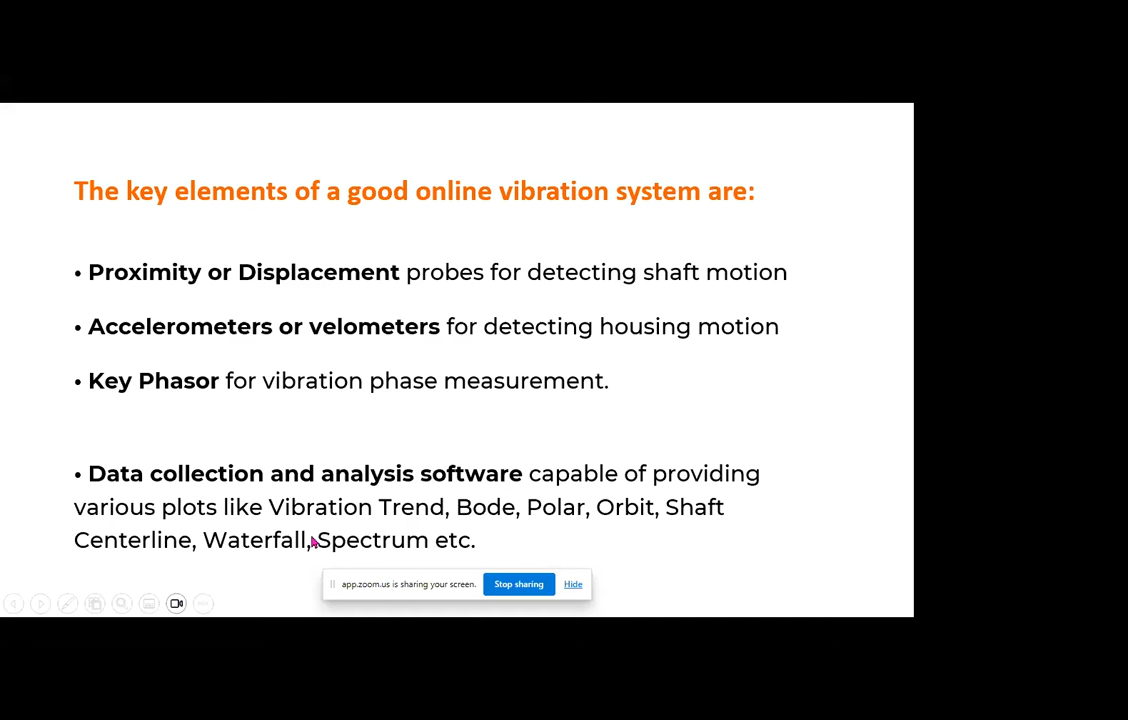 The key elements of a good online vibration system are:
• Proximity or Displacement probes for detecting shaft motion
• Accelerometers or velometers for detecting housing motion
• Key Phasor for vibration phase measurement.
• Data collection and analysis software capable of providing
various plots like Vibration Trend, Bode, Polar, Orbit, Shaft
Centerline, Waterfall,Spectrum etc.
app.zoom.us is sharing your screen. Stop sharing Hide